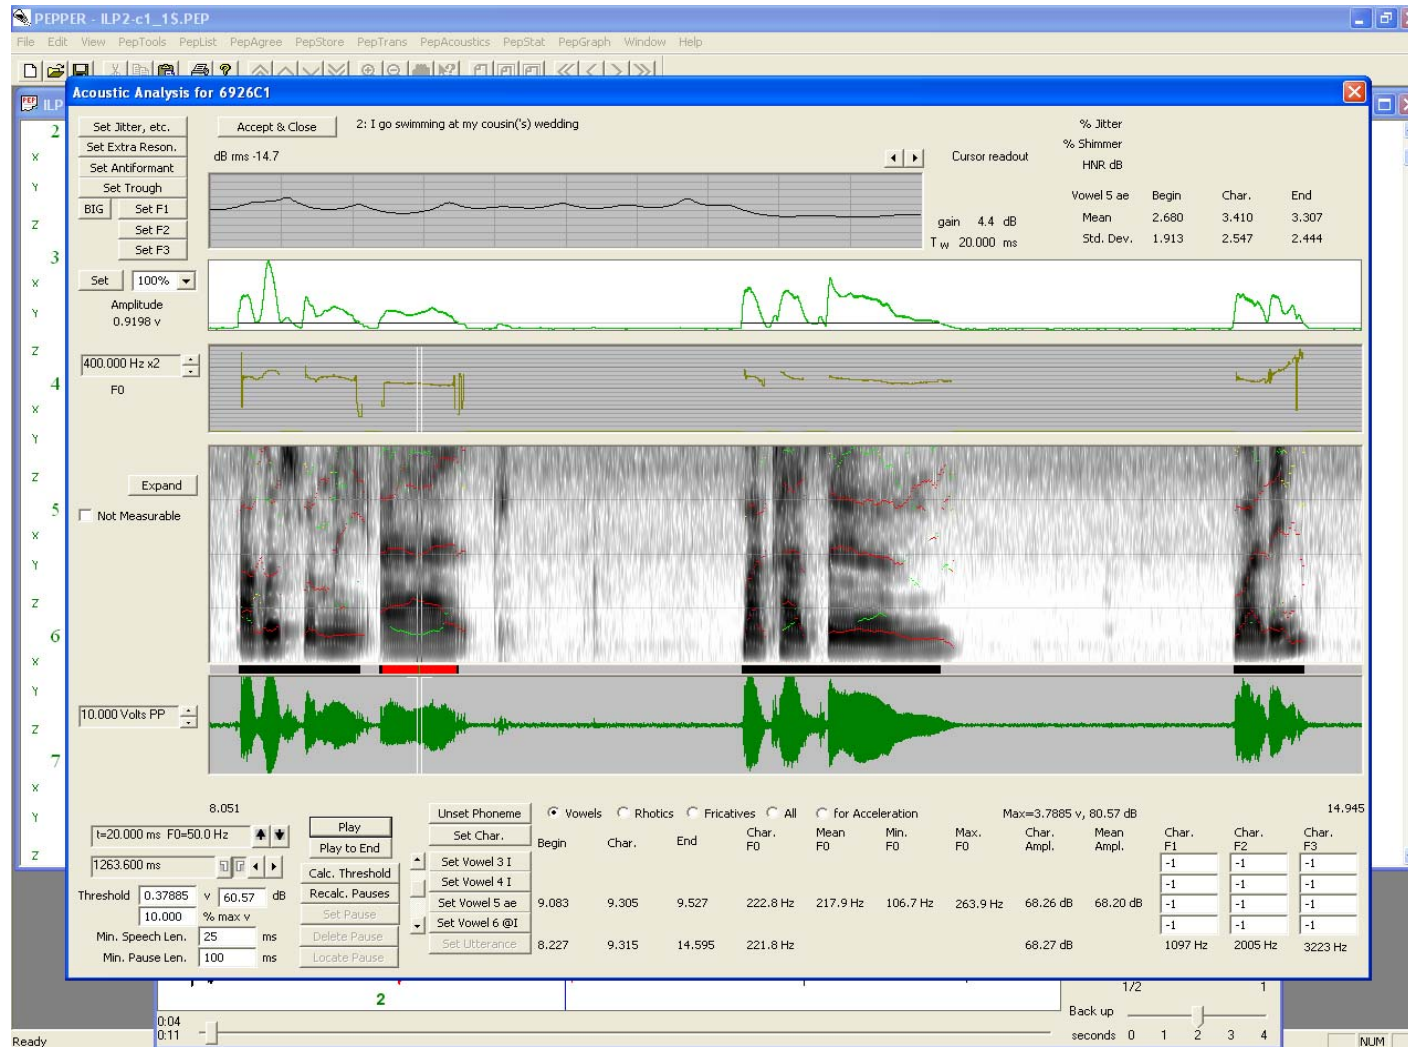 PEPPER - ILP2-c1_1S.PEP
File Edit View PepTools PepList PepAgree PepStore PepTrans PepAcoustics PepStat PepGraph Window Help
Acoustic Analysis for 6926C1
ILP
Set Jitter, etc. Accept & Close 2: I go swimming at my cousin('s) wedding % Jitter
Set Extra Reson. % Shimmer
Set Antiformant dB rms -14.7 Cursor readout HNR dB
Set Trough
BIG Set F1 Vowel 5 ae Begin Char. End
Set F2 gain 4.4 dB Mean 2.680 3.410 3.307
Set F3 T w 20.000 ms Std. Dev. 1.913 2.547 2.444
Set 100%
Amplitude
0.9198 v
400.000 Hz x2
F0
Expand
Not Measurable
10.000 Volts PP
2
X
Y
Z
3
X
Y
Z
4
X
Y
Z
5
X
Y
Z
6
X
Y
Z
7
X
Y
Z
8.051 14.945
Unset Phoneme Vowels Rhotics Fricatives All for Acceleration Max=3.7885 v, 80.57 dB
t=20.000 ms F0=50.0 Hz Play Set Char. Begin Char. End Char. F0 Mean F0 Min. F0 Max. F0 Char. Ampl. Mean Ampl. Char. F1 Char. F2 Char. F3
Play to End
1263.600 ms Set Vowel 3 I -1 -1 -1
Calc. Threshold Set Vowel 4 I -1 -1 -1
Threshold 0.37885 v 60.57 dB Recalc. Pauses Set Vowel 5 ae 9.083 9.305 9.527 222.8 Hz 217.9 Hz 106.7 Hz 263.9 Hz 68.26 dB 68.20 dB -1 -1 -1
10.000 % max v Set Pause Set Vowel 6 @I -1 -1 -1
Min. Speech Len. 25 ms Delete Pause Set Utterance 8.227 9.315 14.595 221.8 Hz 68.27 dB 1097 Hz 2005 Hz 3223 Hz
Min. Pause Len. 100 ms Locate Pause
2 1/2 1
0:04 Back up
0:11 seconds 0 1 2 3 4
Ready NUM